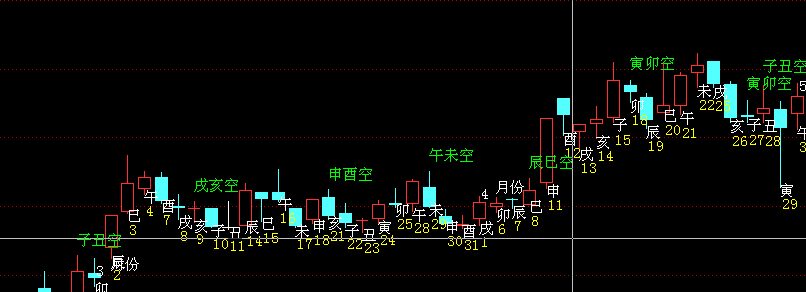 子丑空
戌亥空
申酉空
午未空
辰巳空
寅卯空
子丑空
寅卯空
3
卯
辰
2
巳
3
午
4
酉
7
戌
8
亥
9
子
10
丑
11
辰
14
巳
15
午
未
17
申
18
亥
21
子
22
丑
23
寅
24
卯
25
午
28
未
29
申
30
酉
31
戌
1
4 月份
卯
6
辰
7
巳
8
申
11
酉
12
戌
13
亥
14
子
15
卯
18
辰
19
巳
20
午
21
未
22
戌
亥
26
子
27
丑
28
寅
29
5
午
3